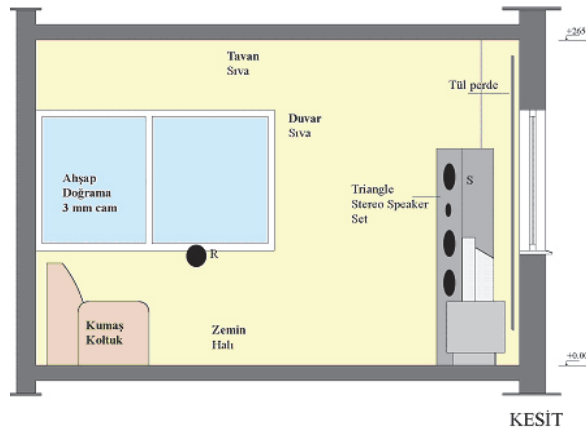 +265
Tavan
Sıva
Tül perde
Duvar
Sıva
Ahşap
Doğrama
3 mm cam
Triangle
Stereo Speaker
Set
S
R
Kumaş
Koltuk
Zemin
Halı
+0.00
KESİT